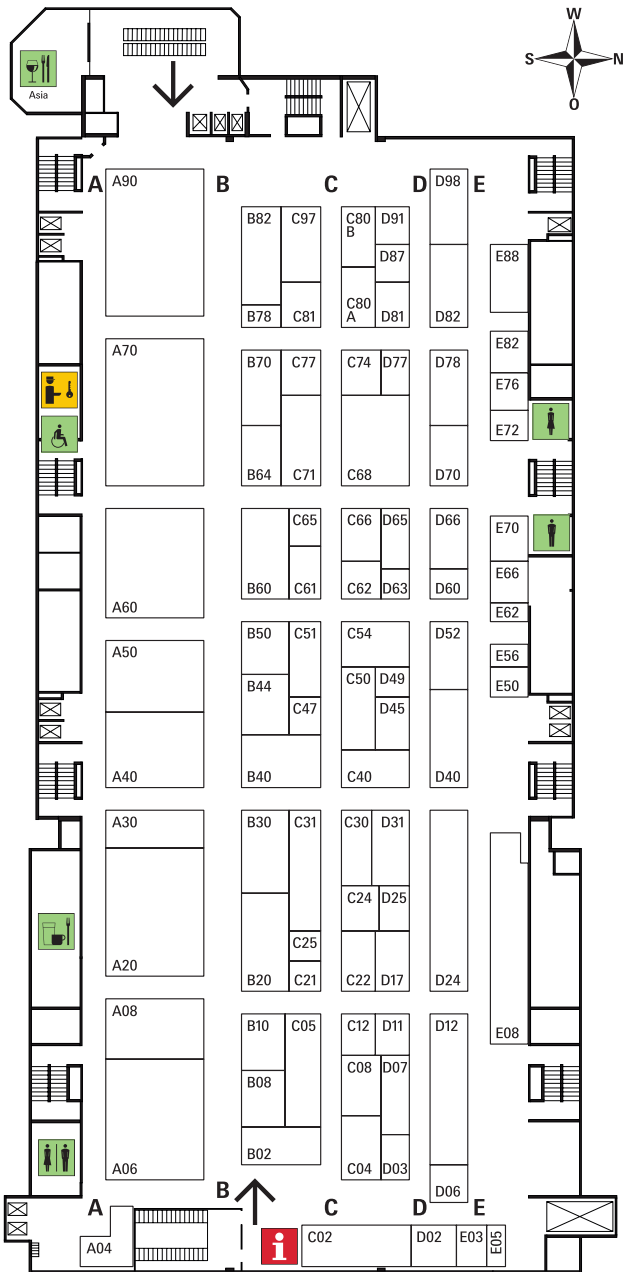 W
S N
O
Asia
A B C D E
A90
B82
C97
C80
B
D91
D98
D87
E88
C80
A
B78
C81
D81
D82
E82
A70
B70
C77
C74
D77
D78
E76
E72
B64
C71
C68
D70
C65
C66
D65
D66
E70
A60
B60
C61
C62
D63
D60
E66
E62
A50
B50
C51
C54
D52
E56
B44
C50
D49
E50
C47
D45
A40
B40
C40
D40
A30
B30
C31
C30
D31
C24
D25
C25
A20
B20
C21
C22
D17
D24
A08
B10
C05
C12
D11
D12
E08
B08
C08
D07
B02
A06
C04
D03
D06
A B C D E
A04
i
C02
D02
E03
E05